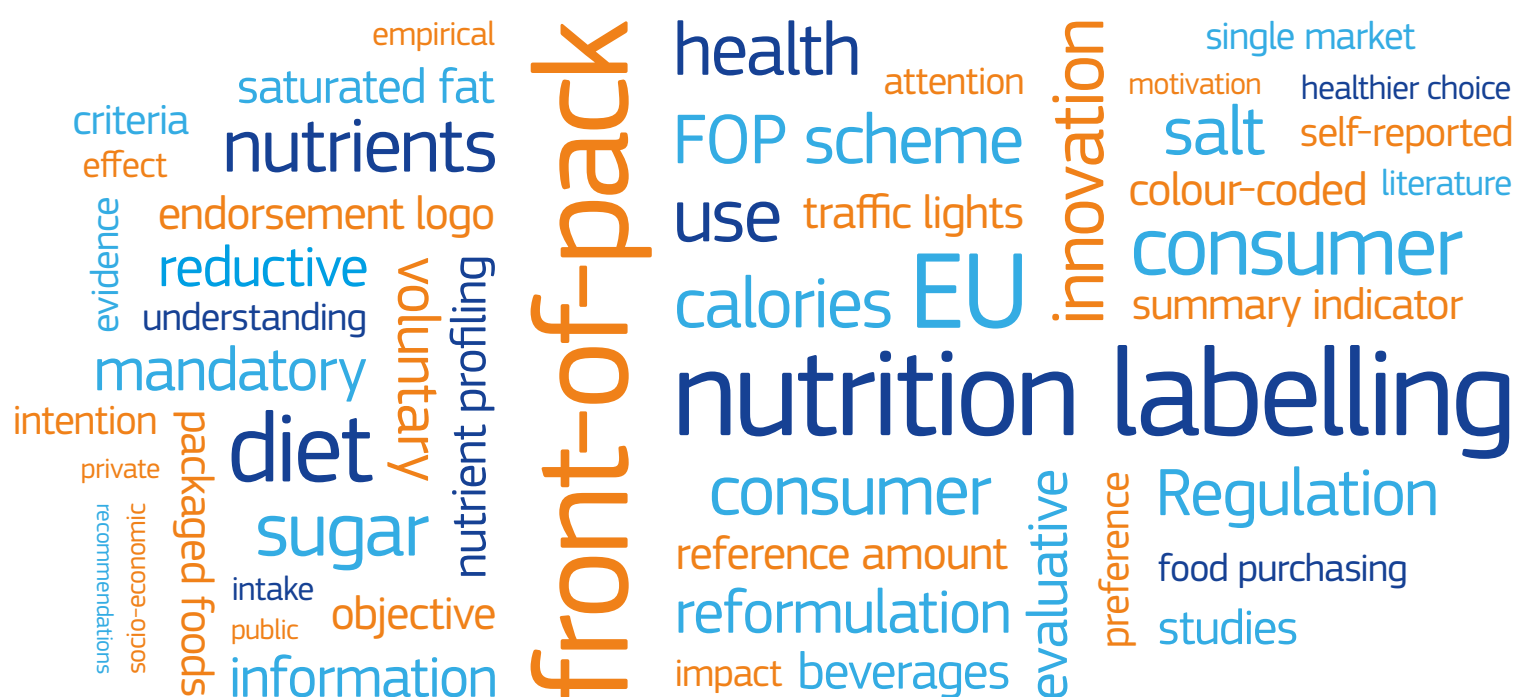 empirical
saturated fat
criteria
nutrients
effect
endorsement logo
evidence
reductive
understanding
mandatory
voluntary
nutrient profiling
intention
private
packaged foods
diet
sugar
recommendations
socio-economic
intake
public
objective
information
front-of-pack
health
attention
FOP scheme
use
traffic lights
calories
EU
innovation
single market
motivation
healthier choice
salt
self-reported
colour-coded
literature
consumer
summary indicator
nutrition labelling
consumer
reference amount
reformulation
impact
beverages
evaluative
preference
Regulation
food purchasing
studies